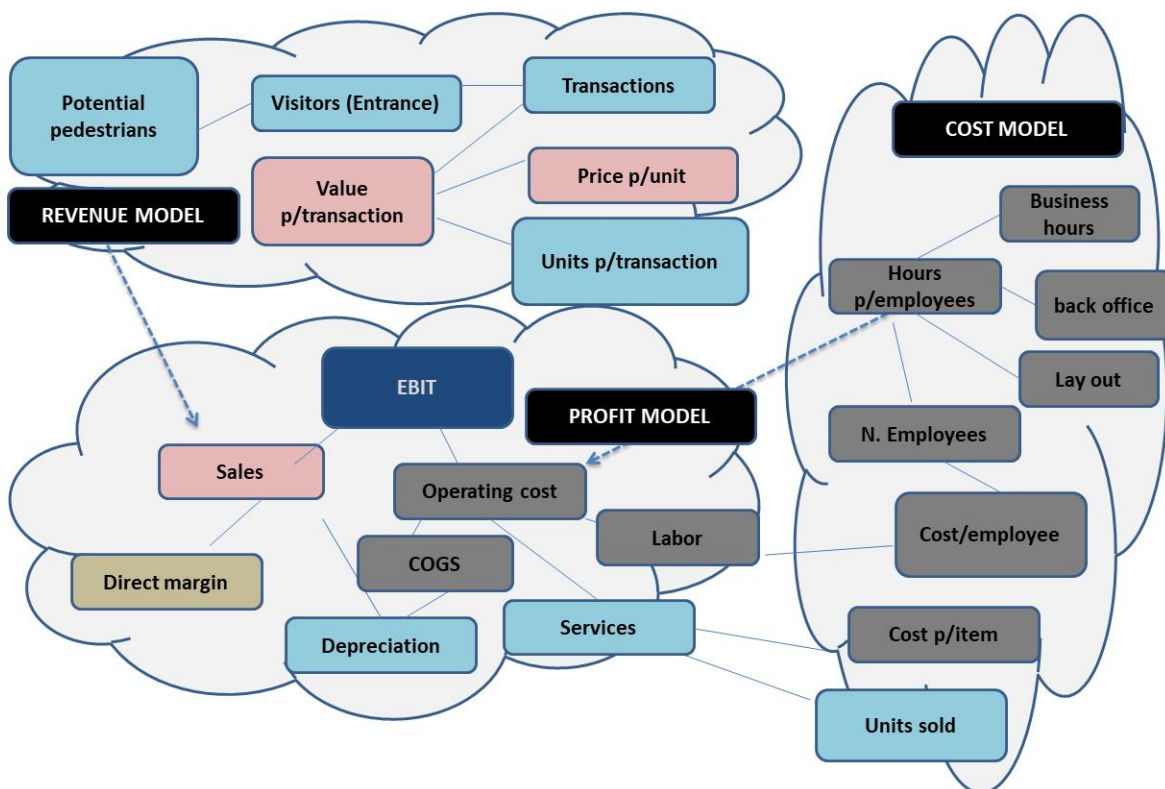 Potential
pedestrians
Visitors (Entrance)
Transactions
Value
p/transaction
Price p/unit
Units p/transaction
REVENUE MODEL
COST MODEL
Business
hours
Hours
p/employees
back office
Lay out
N. Employees
Cost/employee
EBIT
PROFIT MODEL
Sales
Operating cost
Labor
COGS
Direct margin
Depreciation
Services
Cost p/item
Units sold